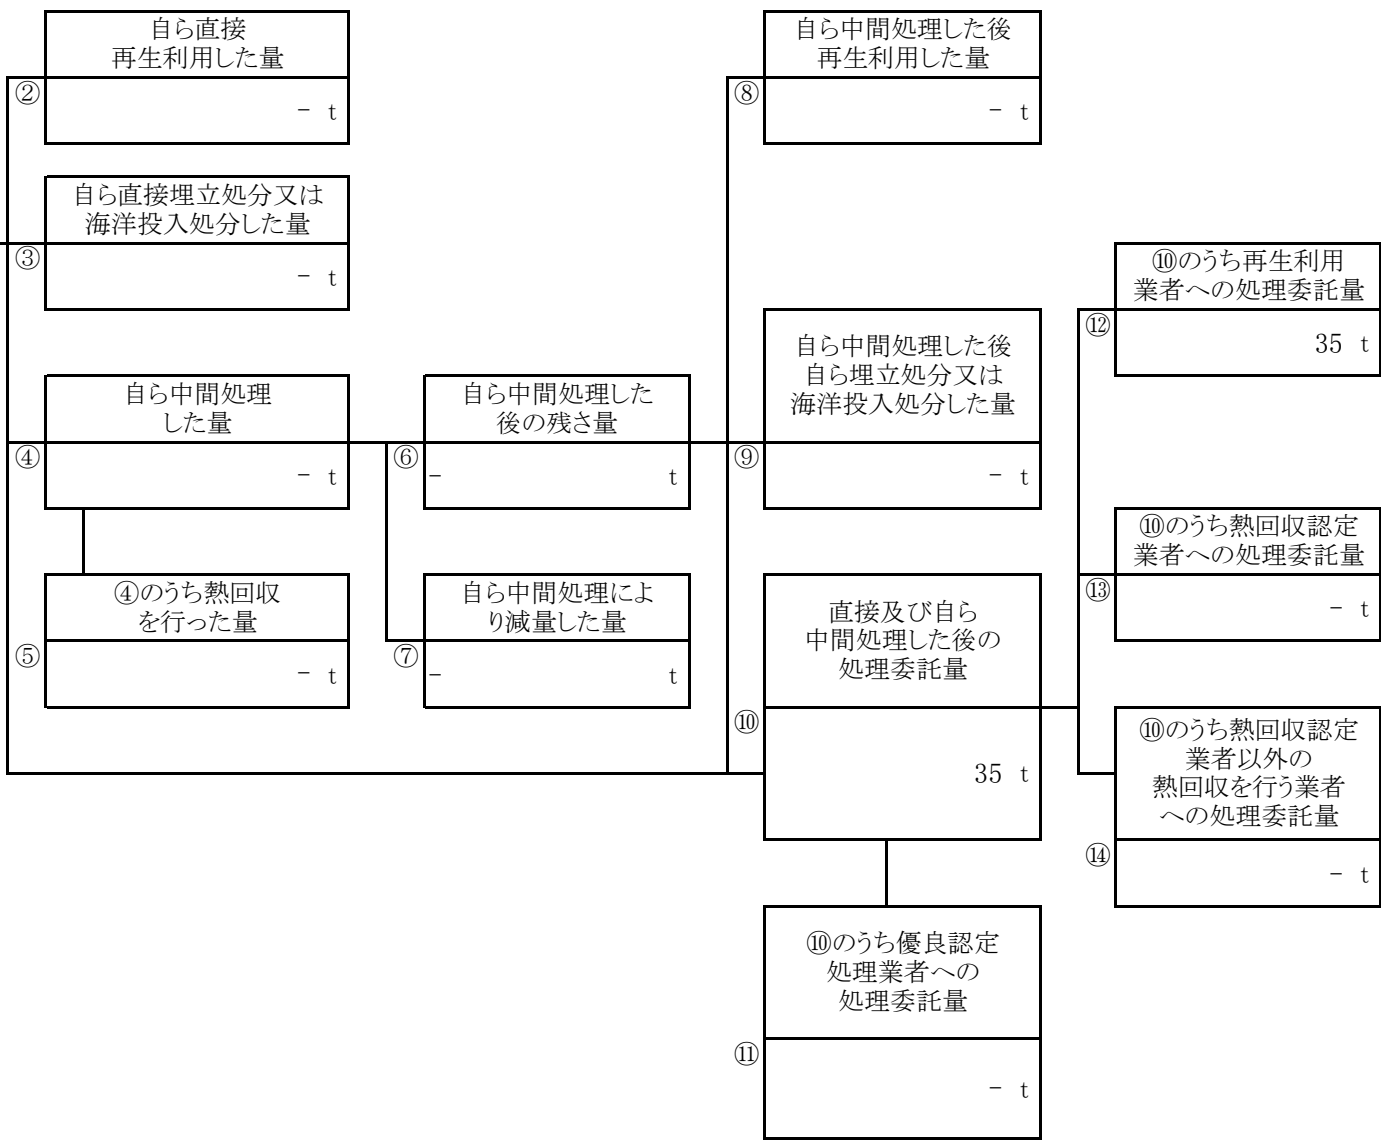 自ら直接
再生利用した量
②
－ t
自ら直接埋立処分又は
海洋投入処分した量
③
－ t
自ら中間処理
した量
④
－ t
④のうち熱回収
を行った量
⑤
－ t
自ら中間処理した
後の残さ量
⑥
－ t
自ら中間処理によ
り減量した量
⑦
－ t
自ら中間処理した後
再生利用した量
⑧
－ t
自ら中間処理した後
自ら埋立処分又は
海洋投入処分した量
⑨
－ t
直接及び自ら
中間処理した後の
処理委託量
⑩
35 t
⑩のうち優良認定
処理業者への
処理委託量
⑪
－ t
⑩のうち再生利用
業者への処理委託量
⑫
35 t
⑩のうち熱回収認定
業者への処理委託量
⑬
－ t
⑩のうち熱回収認定
業者以外の
熱回収を行う業者
への処理委託量
⑭
－ t